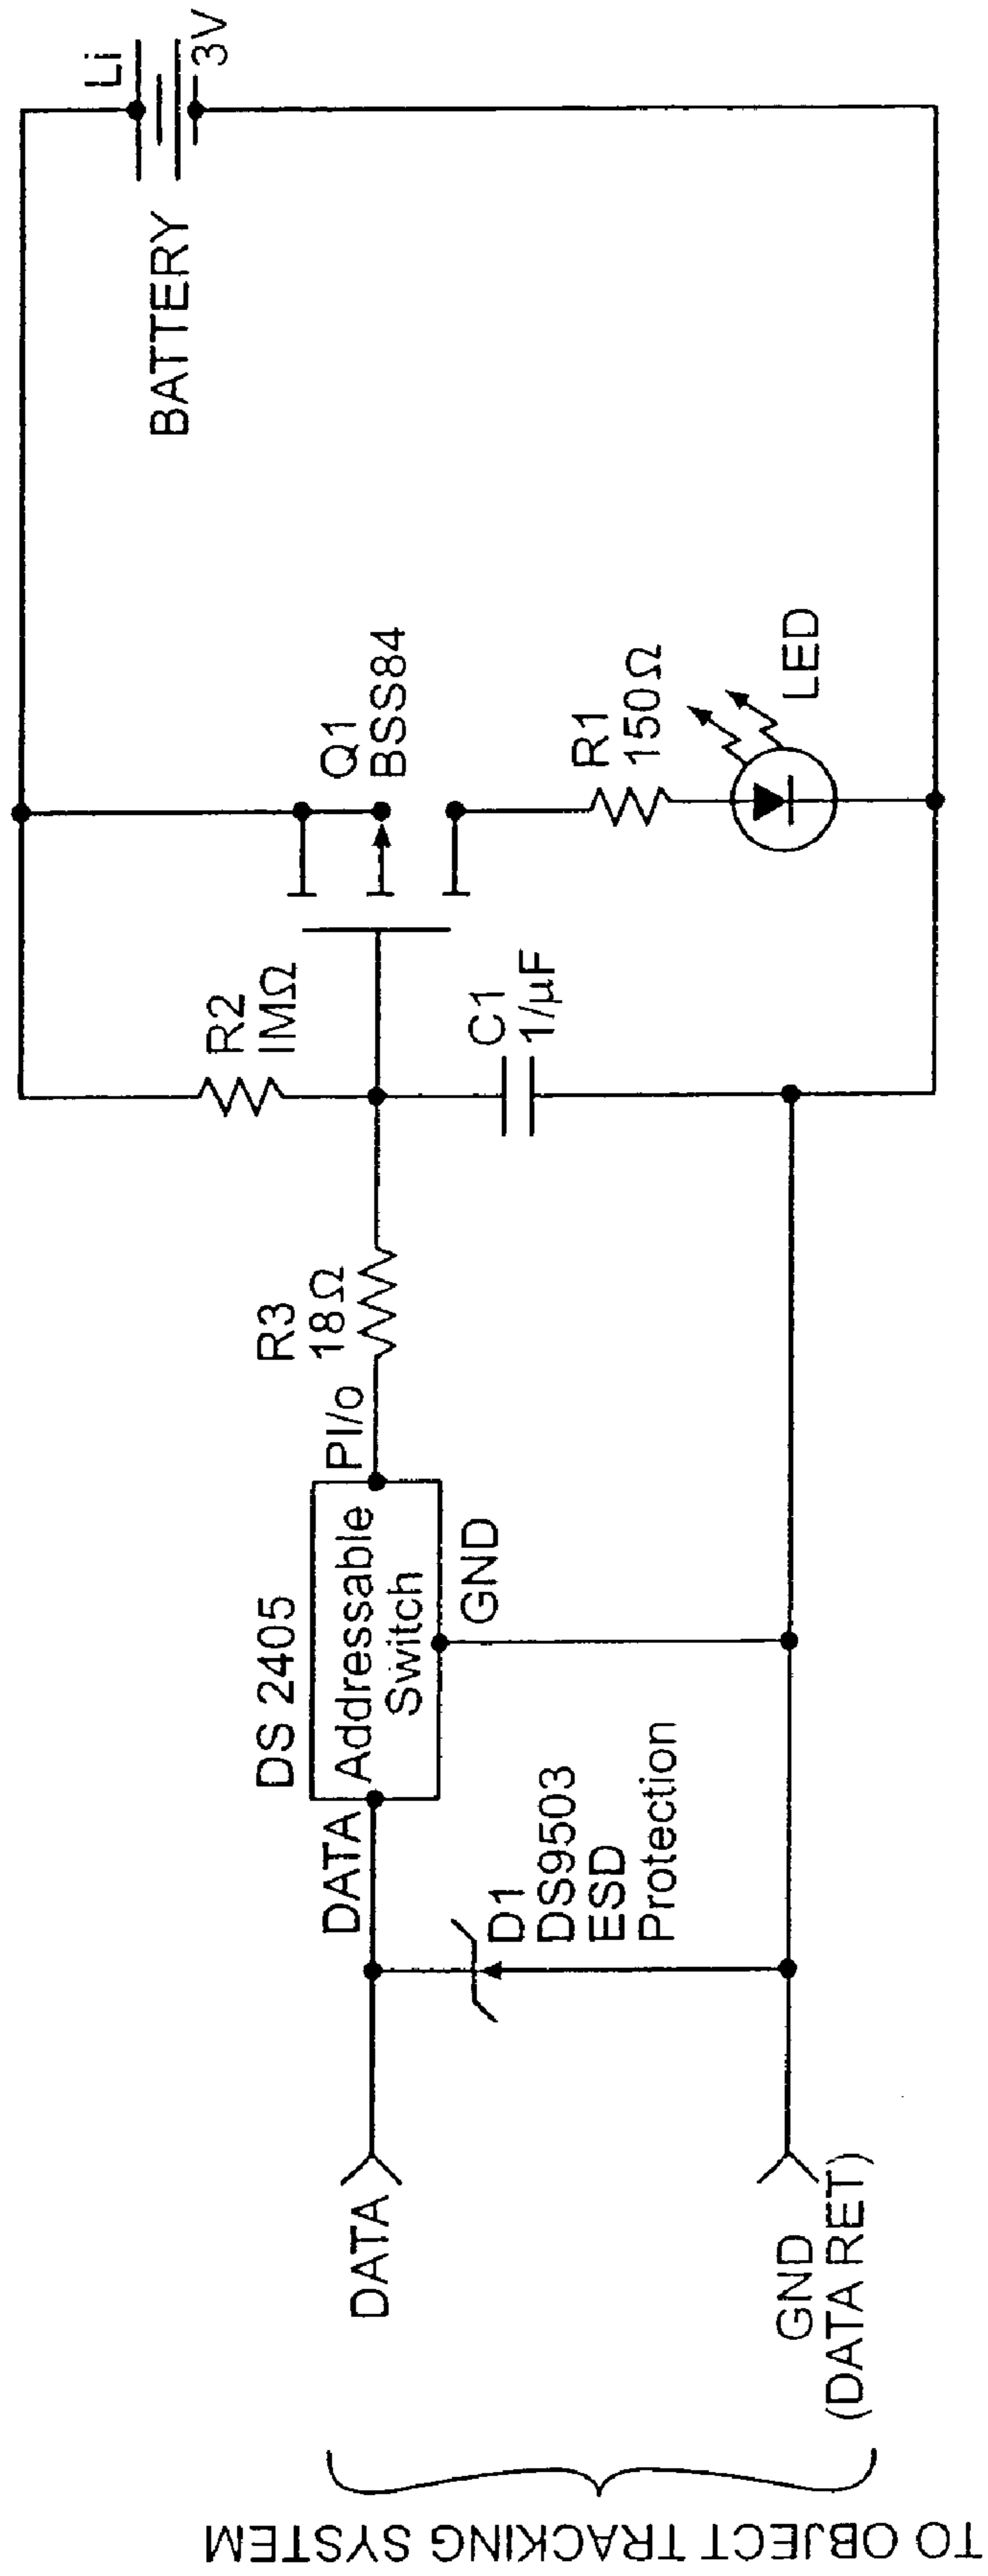 TO OBJECT TRACKING SYSTEM
DATA
GND
(DATA RET)
D1
DS9503
ESD
Protection
DATA
DS 2405
Addressable
Switch
GND
PI/o
R3
18Ω
R2
IMΩ
C1
1/µF
Q1
BSS84
R1
150Ω
LED
BATTERY
Li
3V